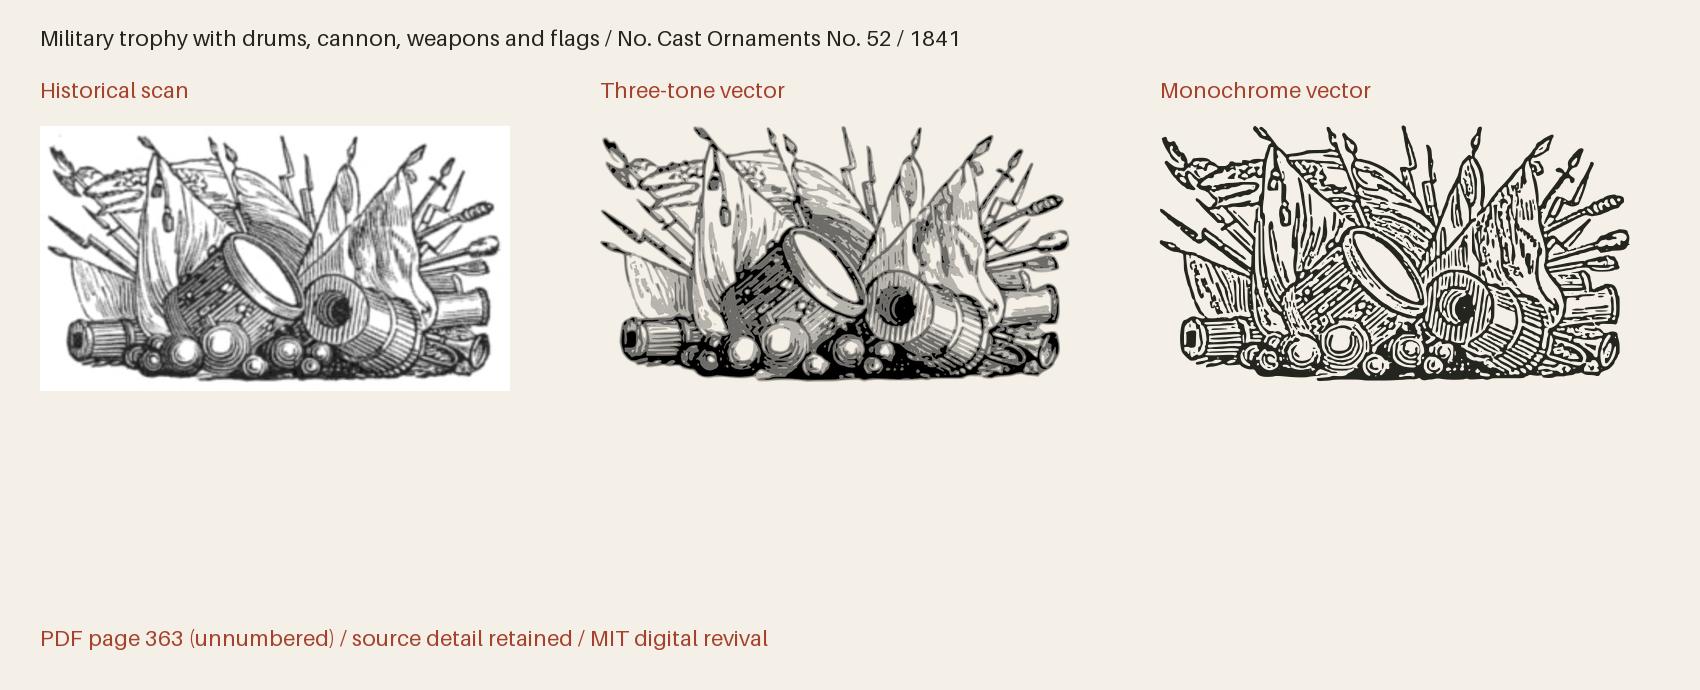 Military trophy with drums, cannon, weapons and flags / No. Cast Ornaments No. 52 / 1841
Historical scan
Three-tone vector
Monochrome vector
PDF page 363 (unnumbered) / source detail retained / MIT digital revival